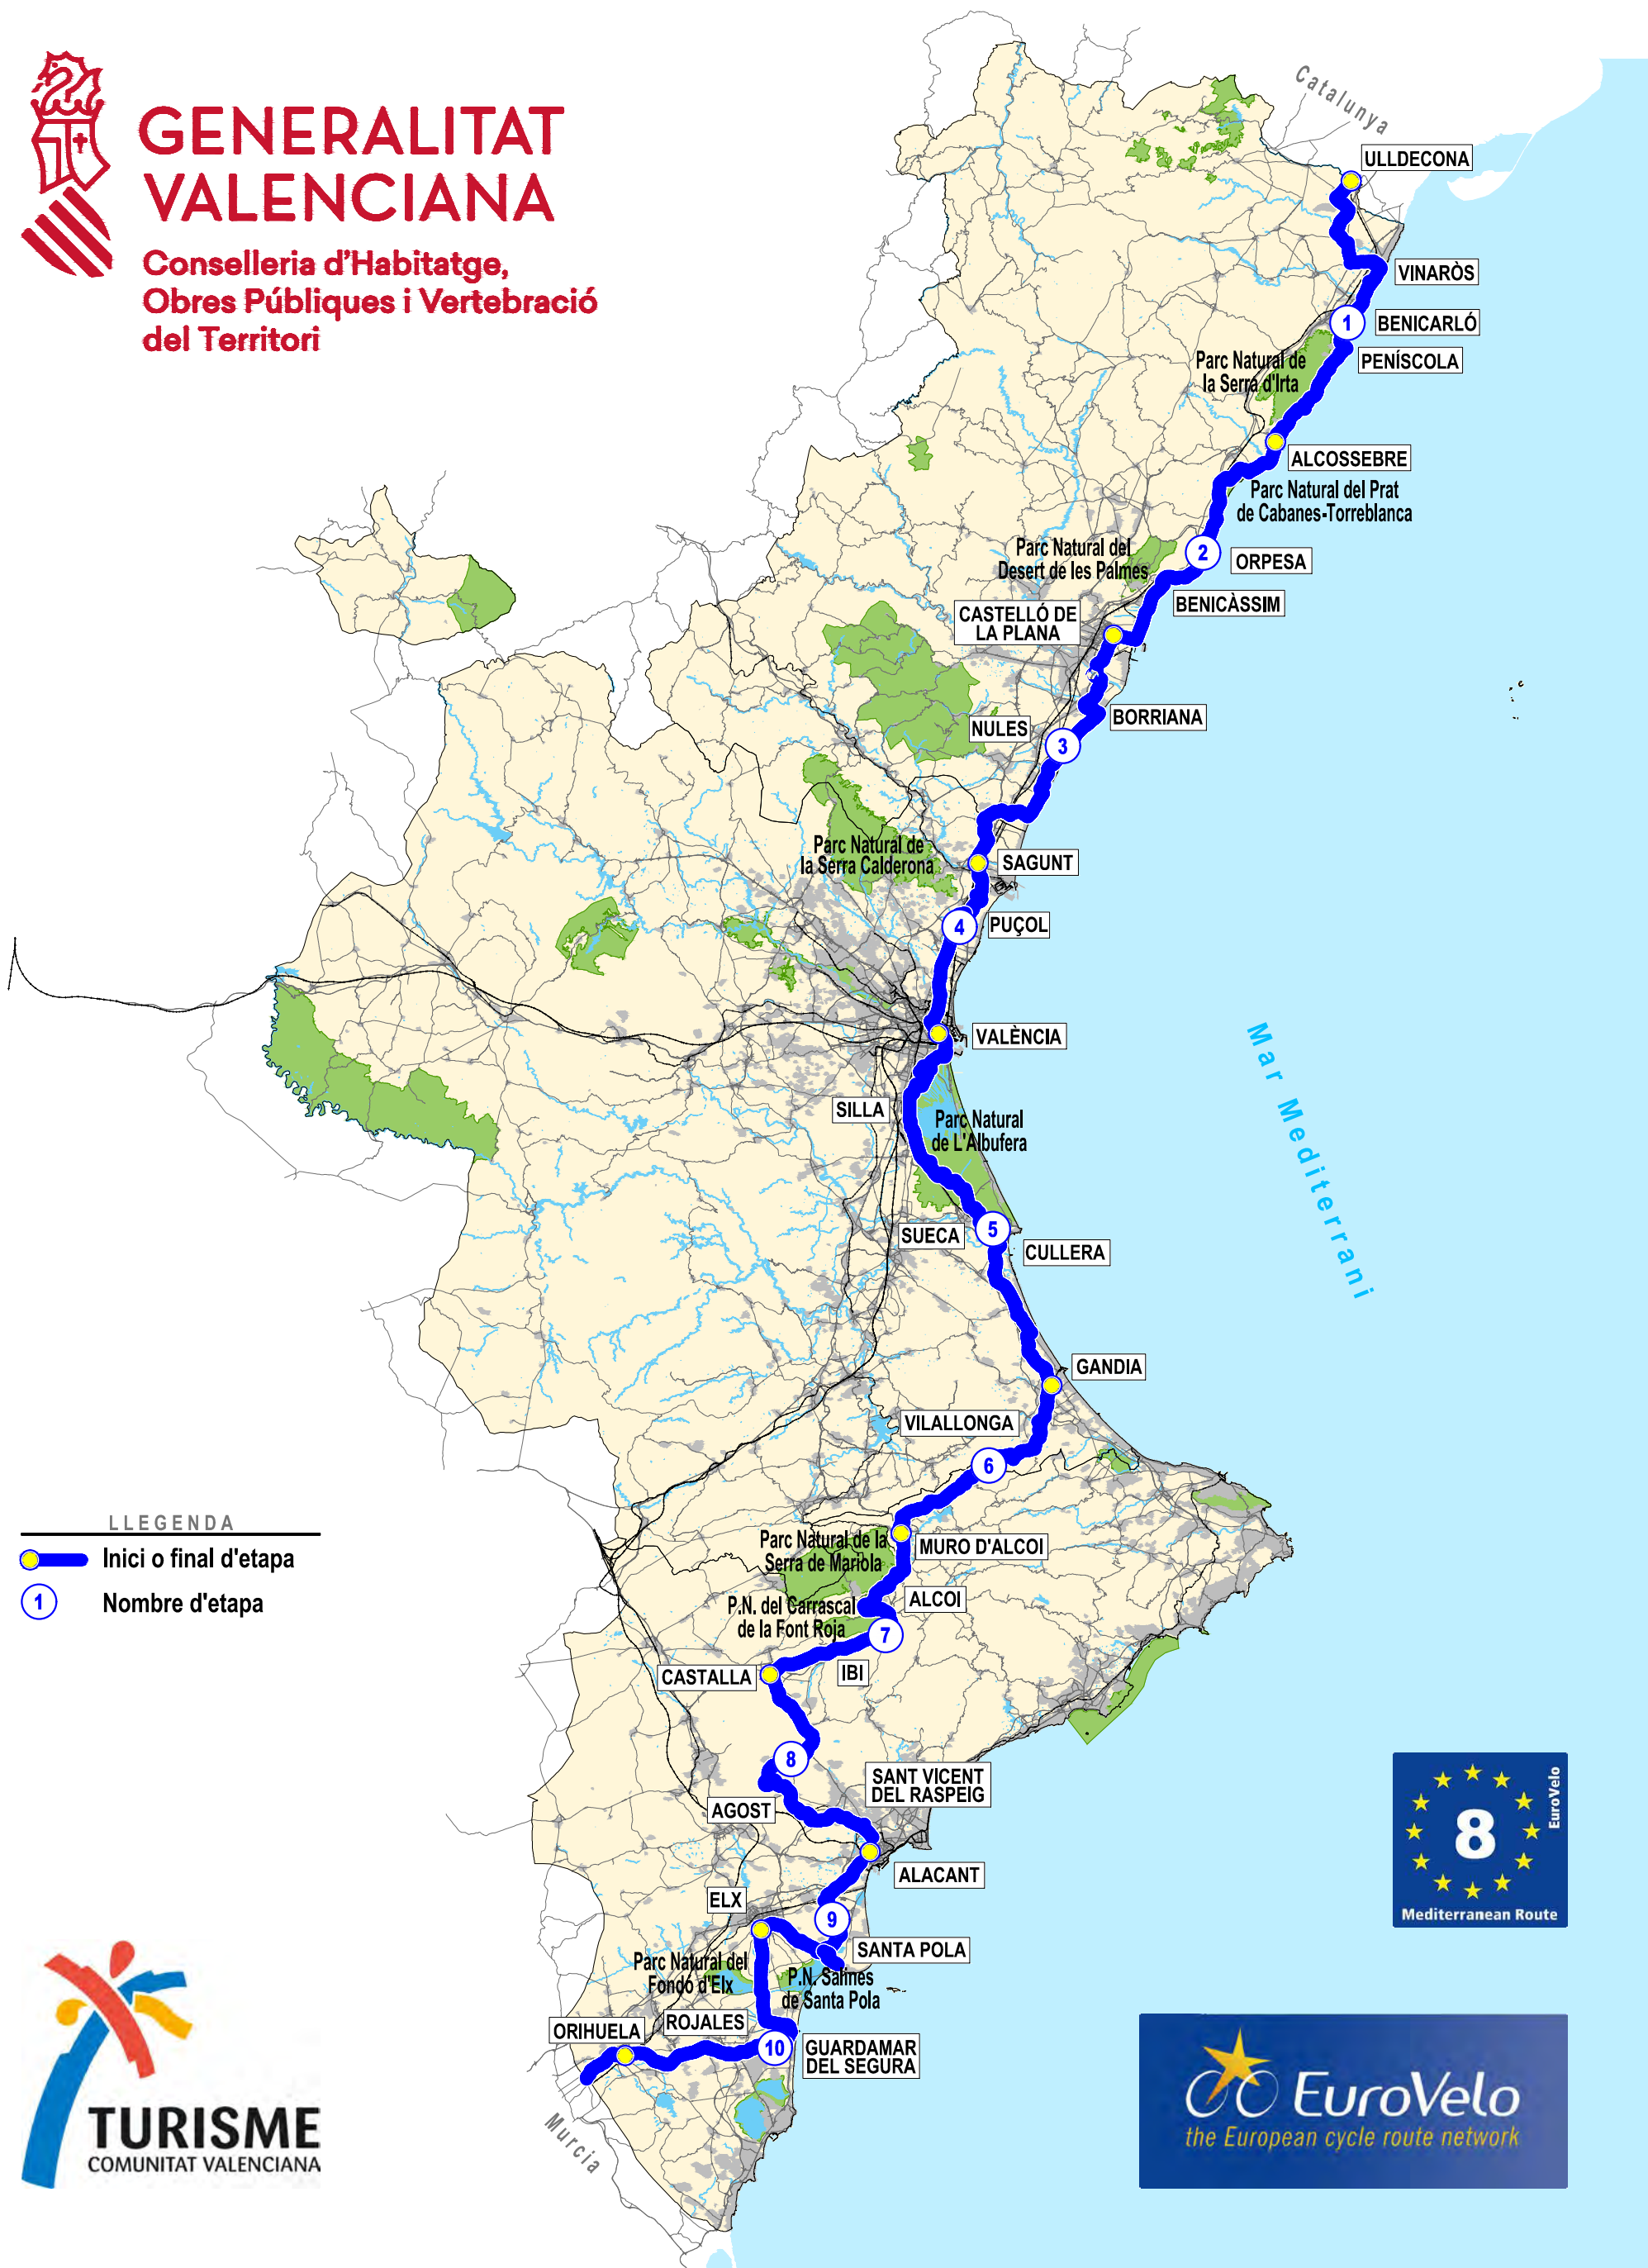 GENERALITAT
VALENCIANA
Conselleria d'Habitatge,
Obres Públiques i Vertebració
del Territori
Catalunya
ULLDECONA
VINARÒS
1
BENICARLÓ
PENÍSCOLA
Parc Natural de
la Serra d'Irta
ALCOSSEBRE
Parc Natural del Prat
de Cabanes-Torreblanca
2
ORPESA
Parc Natural del
Desert de les Palmes
BENICÀSSIM
CASTELLÓ DE
LA PLANA
BORRIANA
NULES
3
Parc Natural de
la Serra Calderona
SAGUNT
4
PUÇOL
VALÈNCIA
Mar Mediterrani
SILLA
Parc Natural
de L'Albufera
5
SUECA
CULLERA
GANDIA
VILALLONGA
6
LLEGENDA
Inici o final d'etapa
1
Nombre d'etapa
Parc Natural de la
Serra de Mariola
MURO D'ALCOI
ALCOI
P.N. del Carrascal
de la Font Roja
7
IBI
CASTALLA
8
SANT VICENT
DEL RASPEIG
AGOST
ALACANT
ELX
9
SANTA POLA
Parc Natural del
Fondó d'Elx
P.N. Salines
de Santa Pola
ROJALES
ORIHUELA
10
GUARDAMAR
DEL SEGURA
Murcia
8
EuroVelo
Mediterranean Route
TURISME
COMUNITAT VALENCIANA
EuroVelo
the European cycle route network